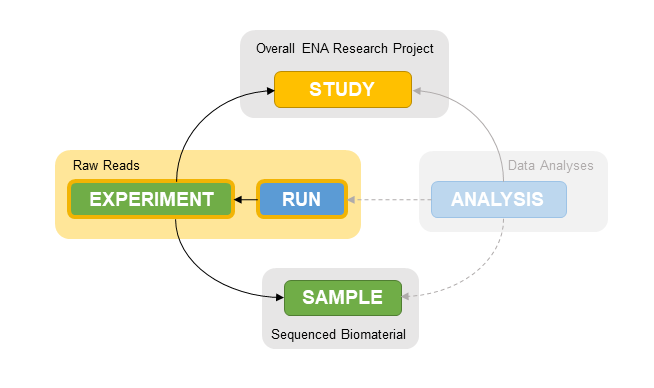 Overall ENA Research Project
STUDY
Raw Reads
EXPERIMENT
RUN
Data Analyses
ANALYSIS
SAMPLE
Sequenced Biomaterial